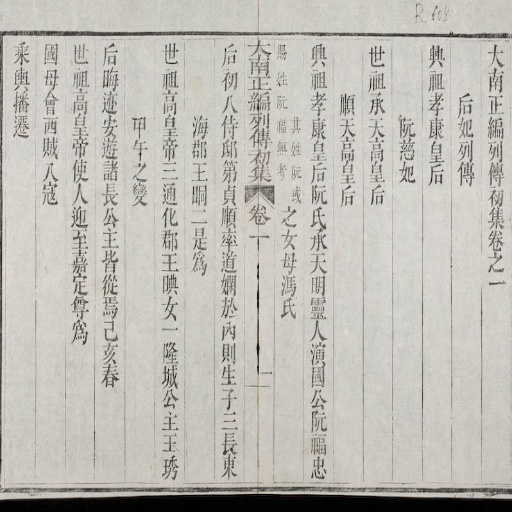 R.608
大南正編列傳初集卷之一
后妃列傳
興祖孝康皇后
阮慈妃
世祖承天高皇后
順天高皇后
興祖孝康皇后阮氏承天明靈人演國公阮福忠
其姓阮或
賜姓阮福無考
之女母馮氏
大南正編列傳初集
卷一
一
后初入侍邸第貞順率道嫻於內則生子三長東
海郡王晍二是爲
世祖高皇帝三通化郡王㫥女一隆城公主玉琇
甲午之變
后晦迹安遊諸長公主皆從焉己亥春
世祖高皇帝使人迎至嘉定尊爲
國母會西賊入寇
乘輿播遷